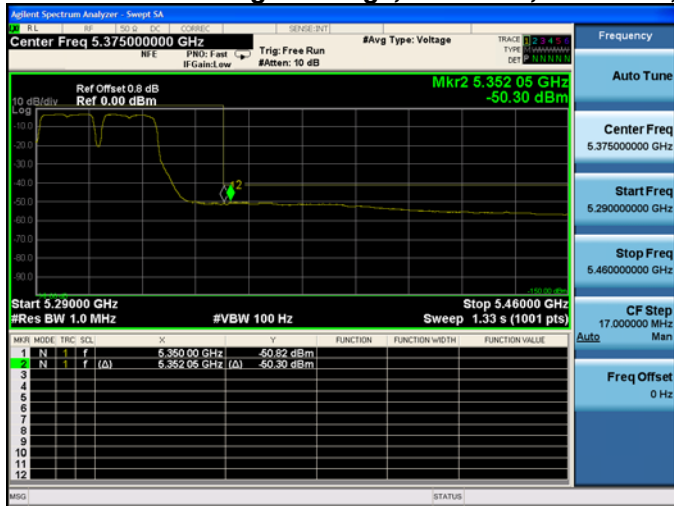 Agilent Spectrum Analyzer - Swept SA
RL RF 50 Ω DC CORREC SENSE:INT
Center Freq 5.375000000 GHz
NFE PNO: Fast IFGain:Low
Trig: Free Run
#Atten: 10 dB
#Avg Type: Voltage
TRACE 1 2 3 4 5 6
TYPE
DET P N N N N N
Frequency
Auto Tune
Ref Offset 0.8 dB
10 dB/div Ref 0.00 dBm
Log
Mkr2 5.352 05 GHz
-50.30 dBm
-10.0
-20.0
-30.0
-40.0
-50.0
-60.0
-70.0
-80.0
-90.0
2
Center Freq
5.375000000 GHz
Start Freq
5.290000000 GHz
Stop Freq
5.460000000 GHz
CF Step
17.000000 MHz
Auto Man
Freq Offset
0 Hz
Start 5.29000 GHz Stop 5.46000 GHz
#Res BW 1.0 MHz #VBW 100 Hz Sweep 1.33 s (1001 pts)
MKR MODE TRC SCL X Y FUNCTION FUNCTION WIDTH FUNCTION VALUE
1 N 1 f 5.350 00 GHz -50.82 dBm
2 N 1 f (Δ) 5.352 05 GHz (Δ) -50.30 dBm
3
4
5
6
7
8
9
10
11
12
MSG STATUS